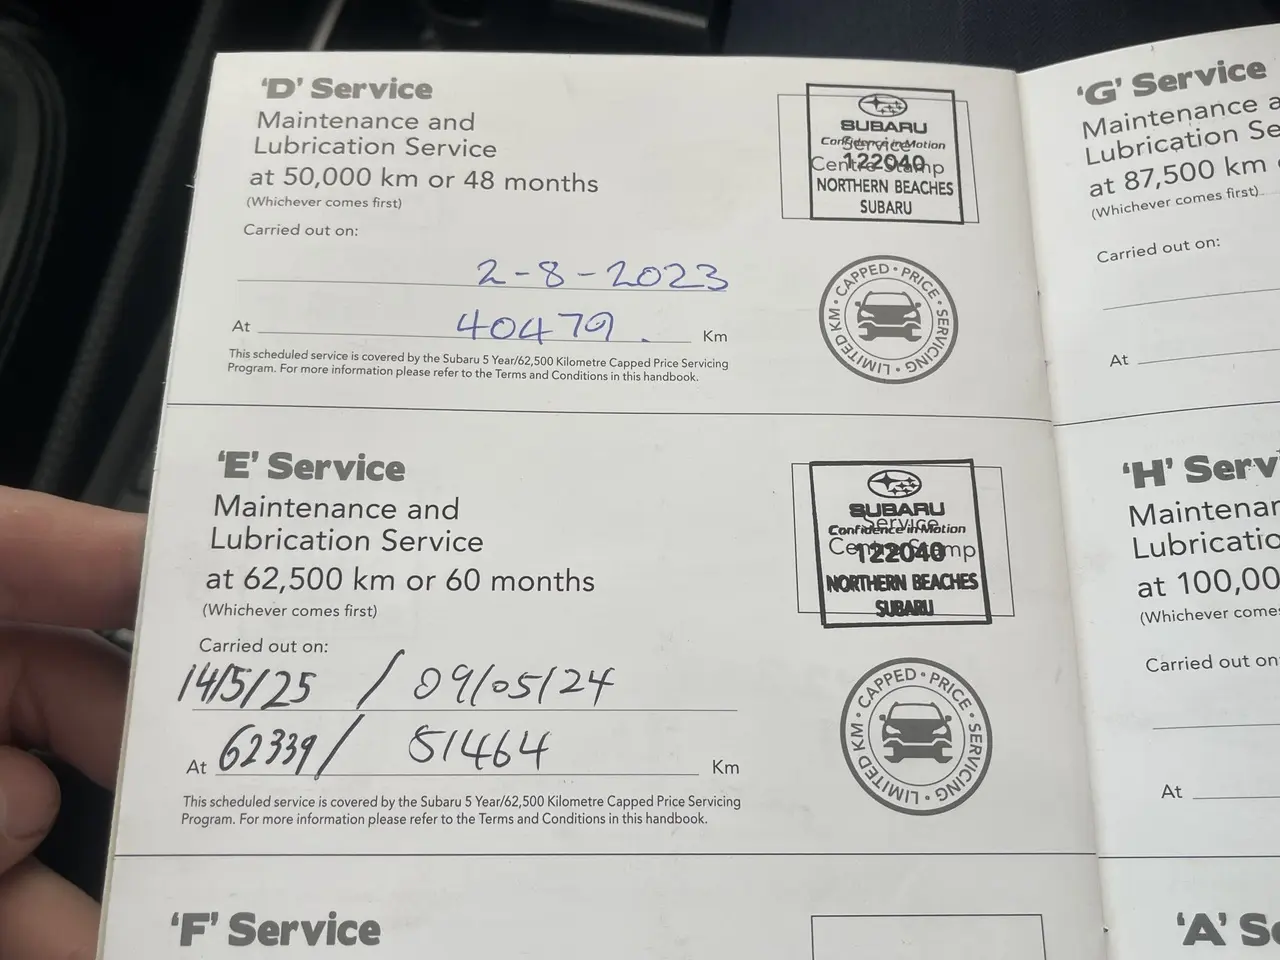 'D' Service
Maintenance and
Lubrication Service
at 50,000 km or 48 months
(Whichever comes first)
Carried out on:
2-8-2023
At 40479. Km
This scheduled service is covered by the Subaru 5 Year/62,500 Kilometre Capped Price Servicing
Program. For more information please refer to the Terms and Conditions in this handbook.
SUBARU
Confidence in Motion
Service
122040
Centre Stamp
NORTHERN BEACHES
SUBARU
CAPPED • PRICE • SERVICING • LIMITED KM •
'E' Service
Maintenance and
Lubrication Service
at 62,500 km or 60 months
(Whichever comes first)
Carried out on:
14/5/25 / 09/05/24
At 62339 / 51464 Km
This scheduled service is covered by the Subaru 5 Year/62,500 Kilometre Capped Price Servicing
Program. For more information please refer to the Terms and Conditions in this handbook.
SUBARU
Service
Confidence in Motion
Centre Stamp
122040
NORTHERN BEACHES
SUBARU
CAPPED • PRICE • SERVICING • LIMITED KM •
'F' Service
'G' Service
Maintenance a
Lubrication Se
at 87,500 km
(Whichever comes first)
Carried out on:
At
'H' Serv
Maintenan
Lubricatio
at 100,00
(Whichever come
Carried out on
At
'A' Se